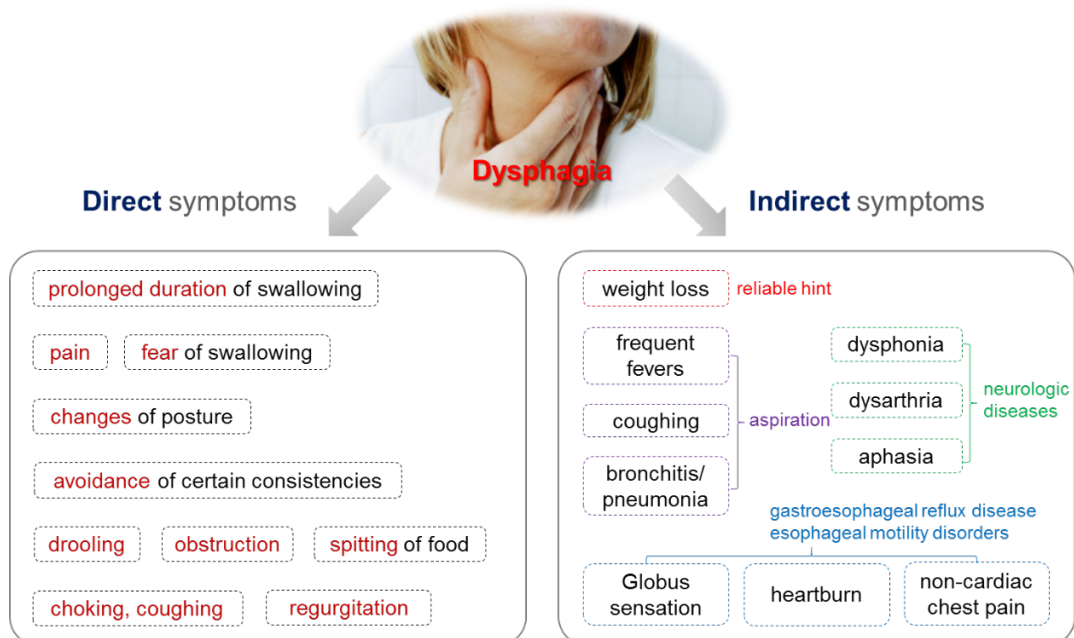 Dysphagia
Direct symptoms
prolonged duration of swallowing
pain
fear of swallowing
changes of posture
avoidance of certain consistencies
drooling
obstruction
spitting of food
choking, coughing
regurgitation
Indirect symptoms
weight loss
reliable hint
frequent
fevers
coughing
bronchitis/
pneumonia
aspiration
dysphonia
dysarthria
aphasia
neurologic
diseases
gastroesophageal reflux disease
esophageal motility disorders
Globus
sensation
heartburn
non-cardiac
chest pain